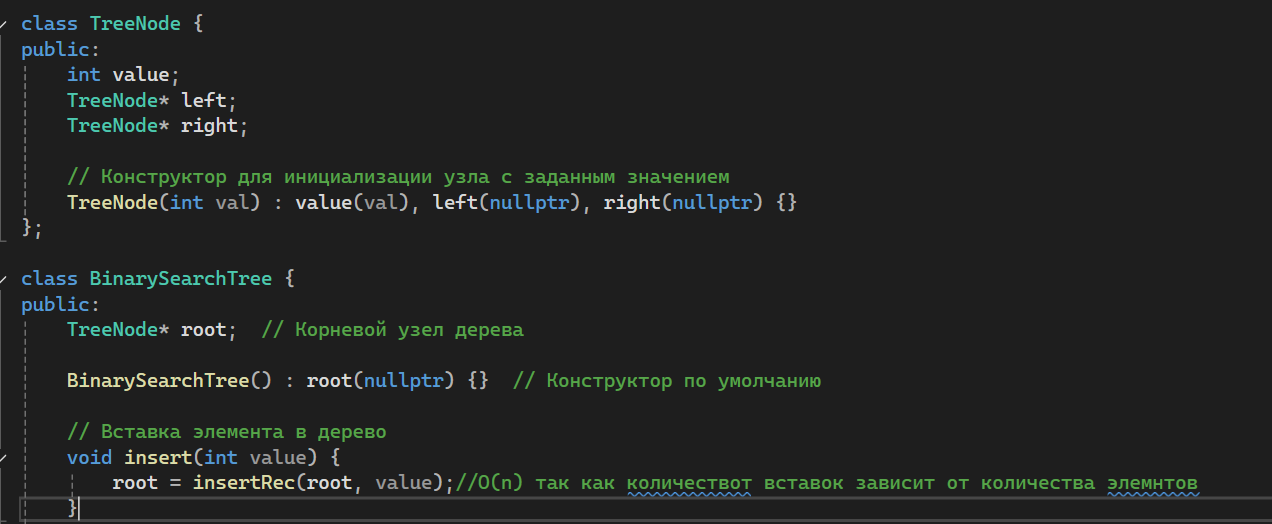 class TreeNode {
public:
int value;
TreeNode* left;
TreeNode* right;
// Конструктор для инициализации узла с заданным значением
TreeNode(int val) : value(val), left(nullptr), right(nullptr) {}
};
class BinarySearchTree {
public:
TreeNode* root;  // Корневой узел дерева
BinarySearchTree() : root(nullptr) {}  // Конструктор по умолчанию
// Вставка элемента в дерево
void insert(int value) {
root = insertRec(root, value);//O(n) так как количествот вставок зависит от количества элемнтов
}